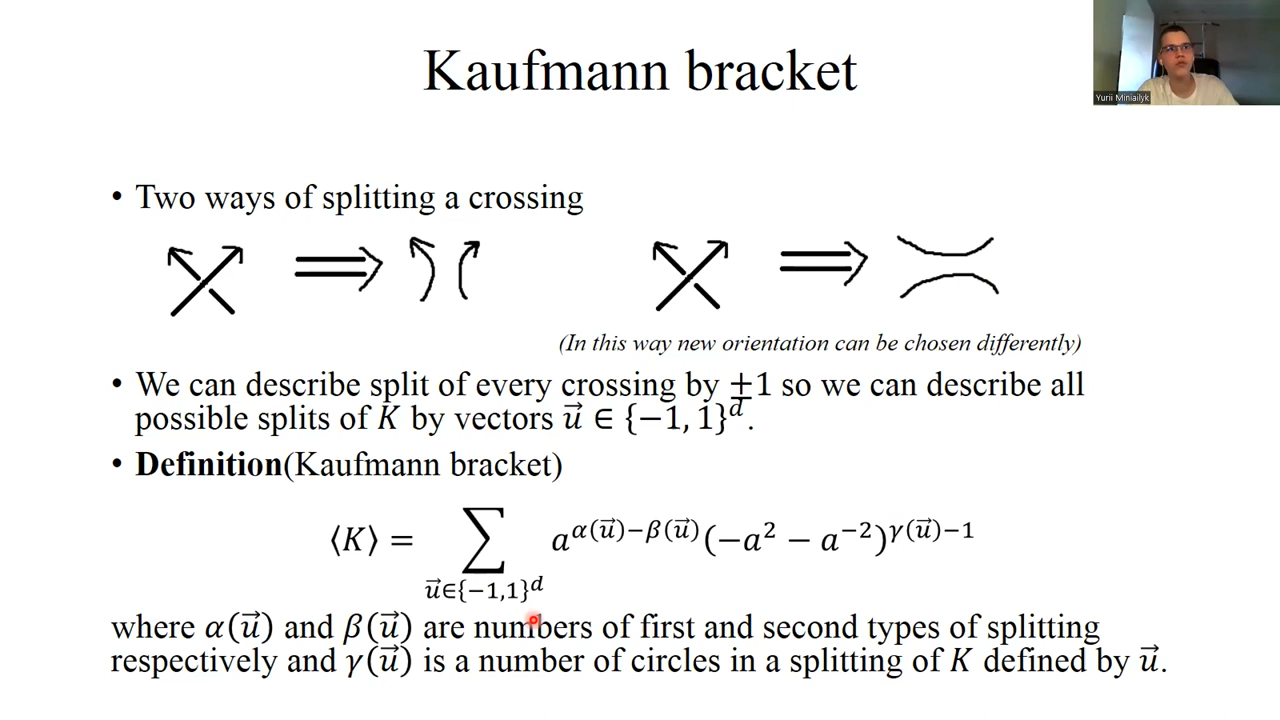 Kaufmann bracket
Yurii Miniailyk
• Two ways of splitting a crossing
(In this way new orientation can be chosen differently)
• We can describe split of every crossing by ±1 so we can describe all
possible splits of K by vectors u⃗ ∈ {−1, 1}^d.
• Definition(Kaufmann bracket)
⟨K⟩ = ∑_{u⃗∈{−1,1}^d} a^{α(u⃗)−β(u⃗)}(−a^2 − a^{−2})^{γ(u⃗)−1}
where α(u⃗) and β(u⃗) are numbers of first and second types of splitting
respectively and γ(u⃗) is a number of circles in a splitting of K defined by u⃗.